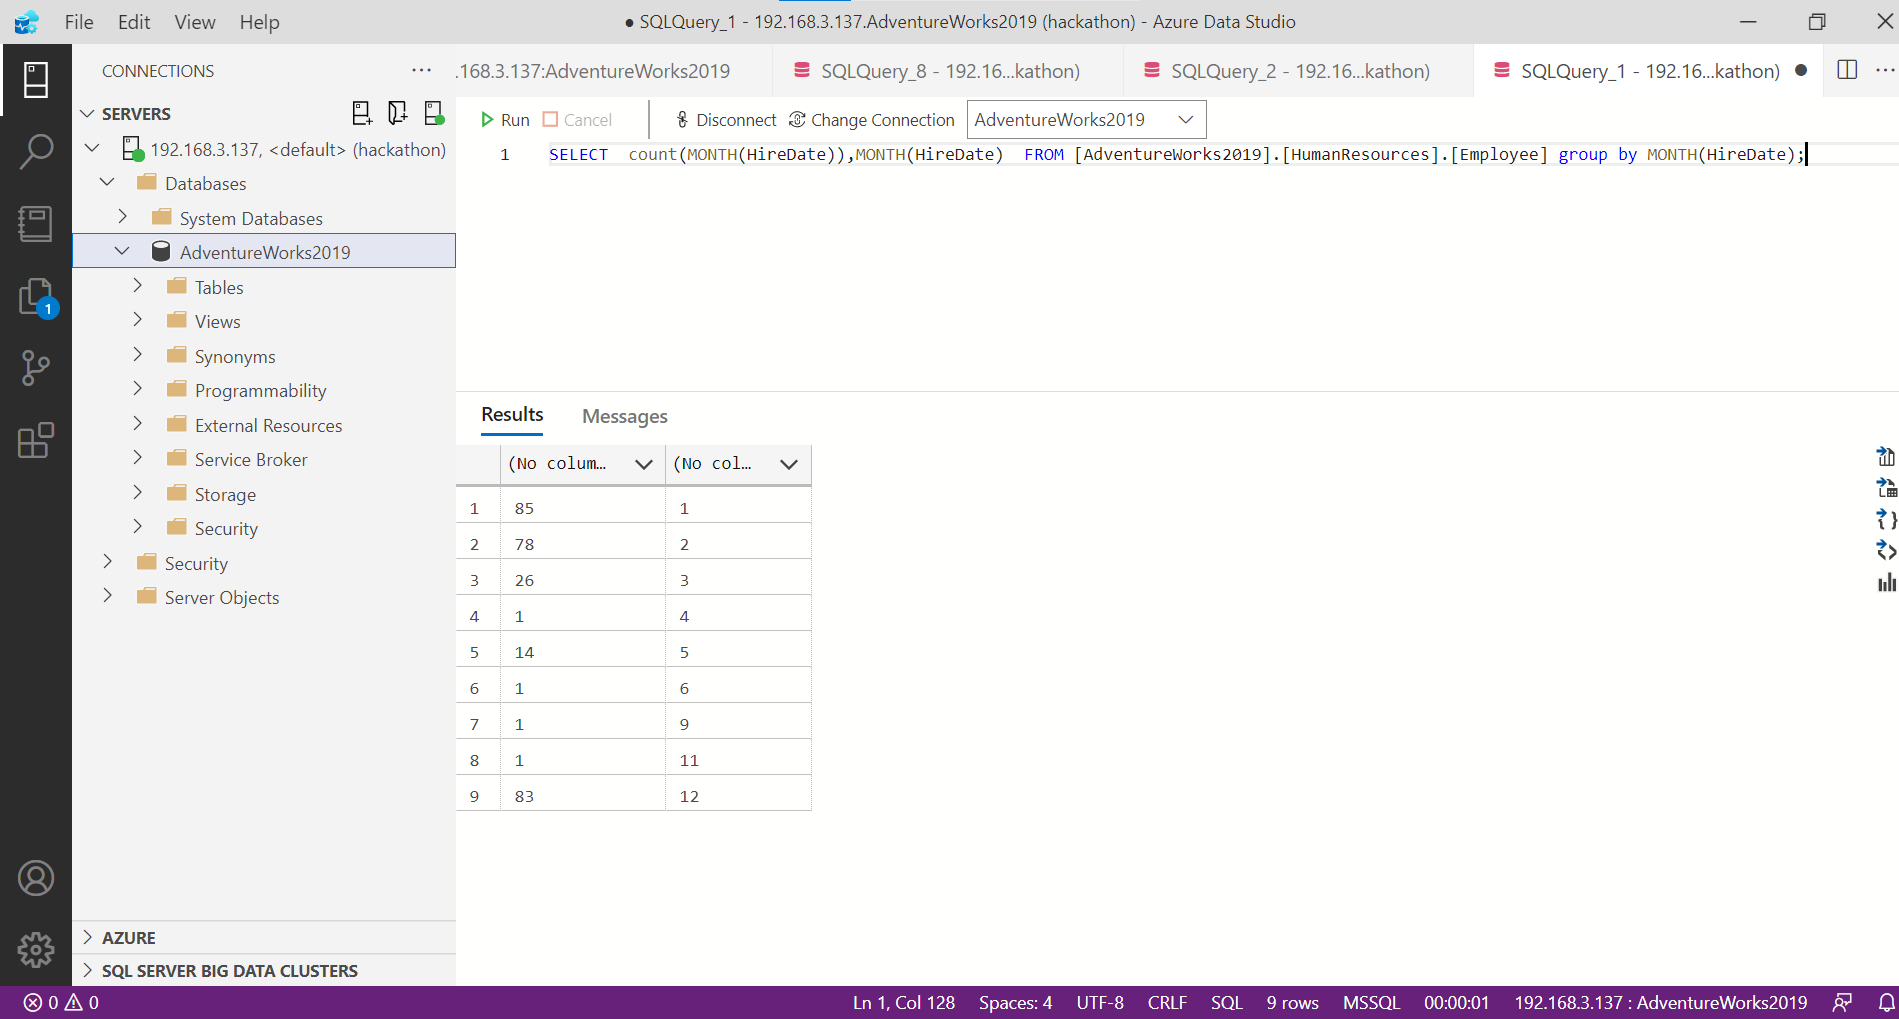 File Edit View Help
● SQLQuery_1 - 192.168.3.137.AdventureWorks2019 (hackathon) - Azure Data Studio
CONNECTIONS
.168.3.137:AdventureWorks2019
SQLQuery_8 - 192.16...kathon)
SQLQuery_2 - 192.16...kathon)
SQLQuery_1 - 192.16...kathon)
SERVERS
192.168.3.137, <default> (hackathon)
Databases
System Databases
AdventureWorks2019
Tables
Views
Synonyms
Programmability
External Resources
Service Broker
Storage
Security
Security
Server Objects
AZURE
SQL SERVER BIG DATA CLUSTERS
1
Run Cancel Disconnect Change Connection AdventureWorks2019
1 SELECT  count(MONTH(HireDate)),MONTH(HireDate)  FROM [AdventureWorks2019].[HumanResources].[Employee] group by MONTH(HireDate);
Results Messages
(No colum... (No col...
1 85 1
2 78 2
3 26 3
4 1 4
5 14 5
6 1 6
7 1 9
8 1 11
9 83 12
0 0 Ln 1, Col 128 Spaces: 4 UTF-8 CRLF SQL 9 rows MSSQL 00:00:01 192.168.3.137 : AdventureWorks2019